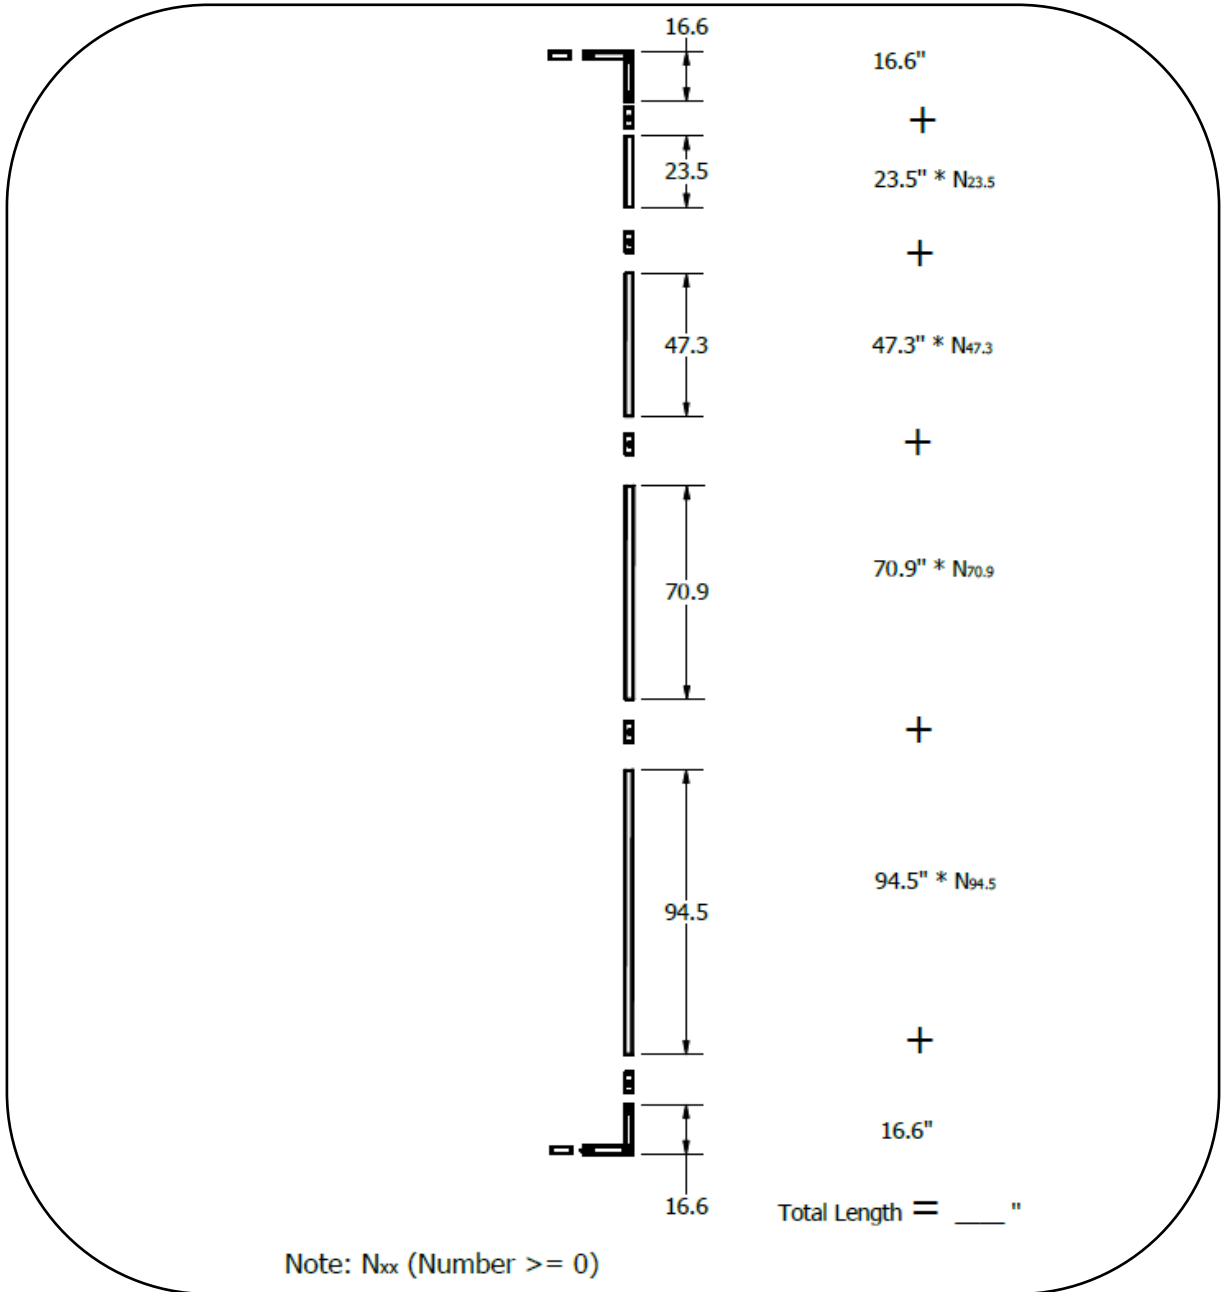 16.6
16.6"
+
23.5
23.5" * N23.5
+
47.3
47.3" * N47.3
+
70.9
70.9" * N70.9
+
94.5
94.5" * N94.5
+
16.6"
16.6
Total Length = ___ "
Note: Nxx (Number >= 0)